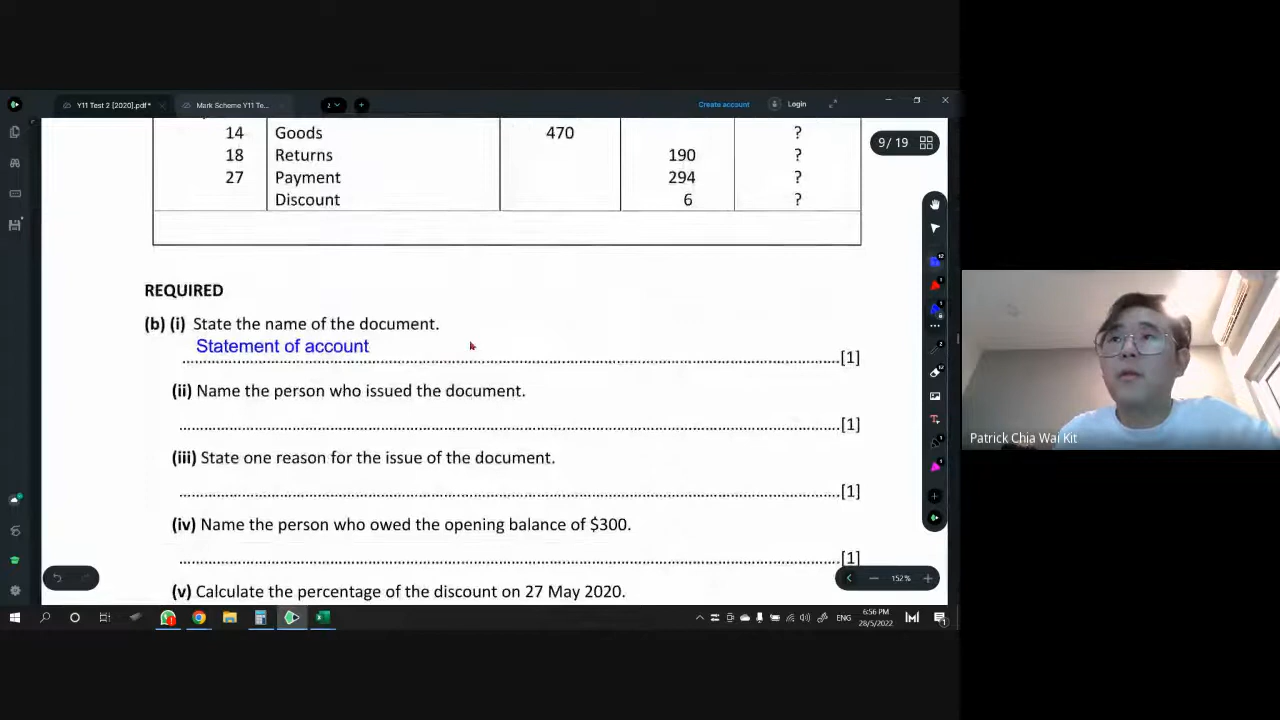 Y11 Test 2 [2020].pdf*
Mark Scheme Y11 Te...
2
Create account
Login
14 Goods 470 ?
9 / 19
18 Returns 190 ?
27 Payment 294 ?
Discount 6 ?
REQUIRED
(b) (i) State the name of the document.
Statement of account
[1]
(ii) Name the person who issued the document.
[1]
(iii) State one reason for the issue of the document.
[1]
(iv) Name the person who owed the opening balance of $300.
[1]
(v) Calculate the percentage of the discount on 27 May 2020.
152%
Patrick Chia Wai Kit
ENG
6:56 PM
28/5/2022